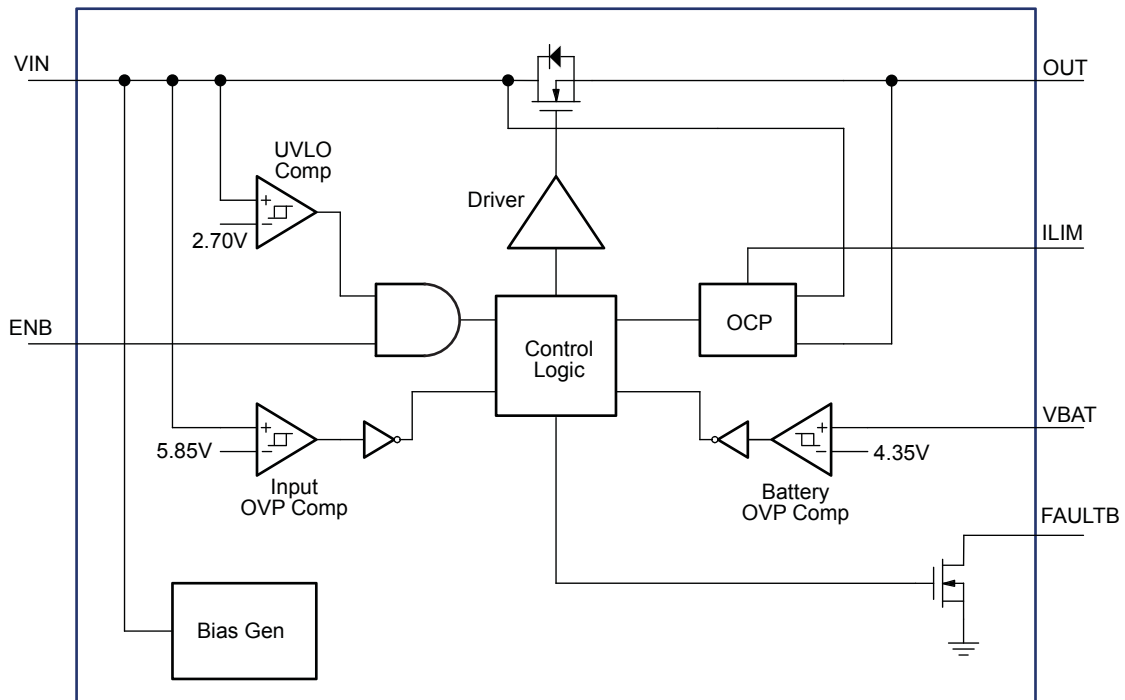 VIN
OUT
UVLO
Comp
+
−
2.70V
Driver
ILIM
ENB
OCP
Control
Logic
VBAT
+
−
5.85V
Input
OVP Comp
+
−
4.35V
Battery
OVP Comp
FAULTB
Bias Gen